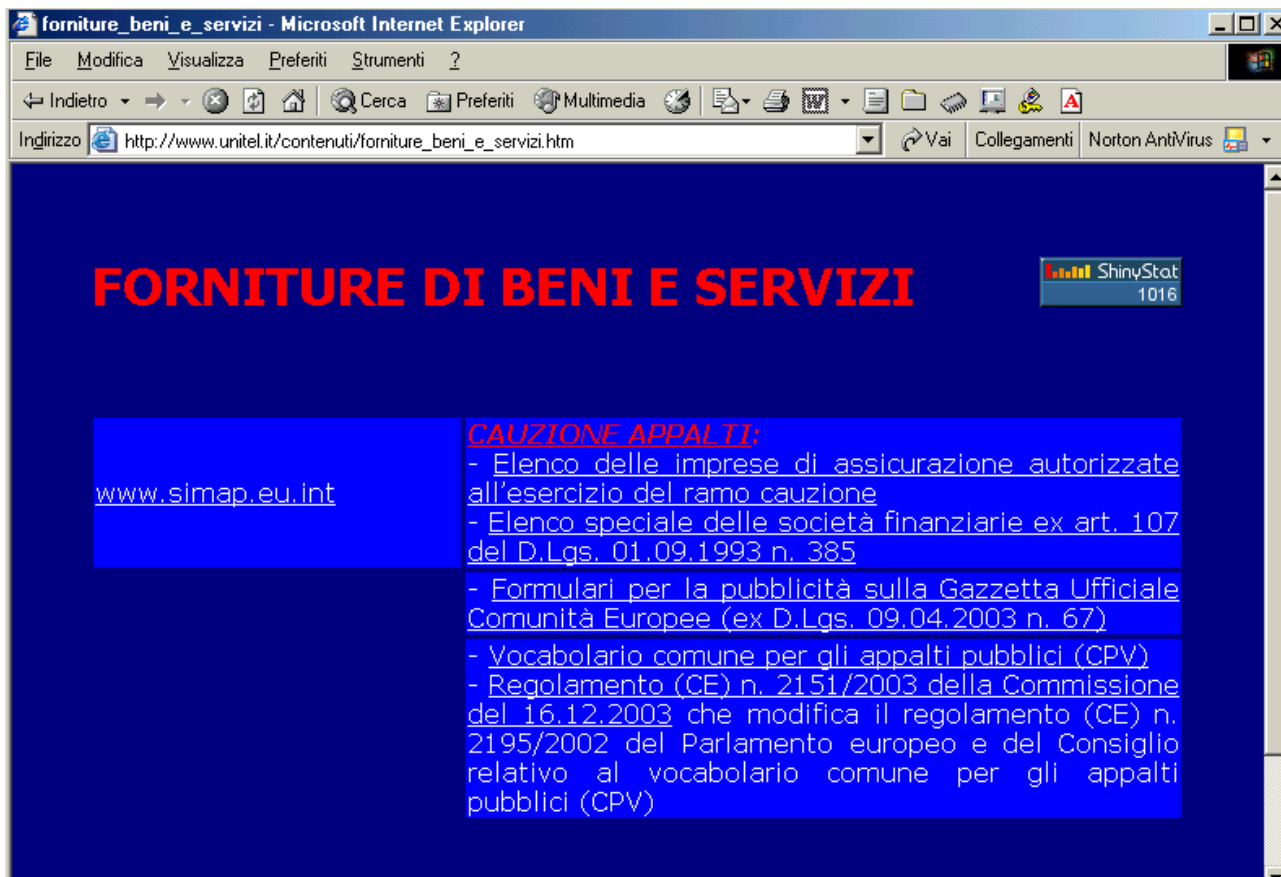 forniture_beni_e_servizi - Microsoft Internet Explorer
File Modifica Visualizza Preferiti Strumenti ?
Indietro Cerca Preferiti Multimedia
Indirizzo http://www.unitel.it/contenuti/forniture_beni_e_servizi.htm Vai Collegamenti Norton AntiVirus
FORNITURE DI BENI E SERVIZI
ShinyStat
1016
www.simap.eu.int
CAUZIONE APPALTI:
- Elenco delle imprese di assicurazione autorizzate
all'esercizio del ramo cauzione
- Elenco speciale delle società finanziarie ex art. 107
del D.Lgs. 01.09.1993 n. 385
- Formulari per la pubblicità sulla Gazzetta Ufficiale
Comunità Europee (ex D.Lgs. 09.04.2003 n. 67)
- Vocabolario comune per gli appalti pubblici (CPV)
- Regolamento (CE) n. 2151/2003 della Commissione
del 16.12.2003 che modifica il regolamento (CE) n.
2195/2002 del Parlamento europeo e del Consiglio
relativo al vocabolario comune per gli appalti
pubblici (CPV)